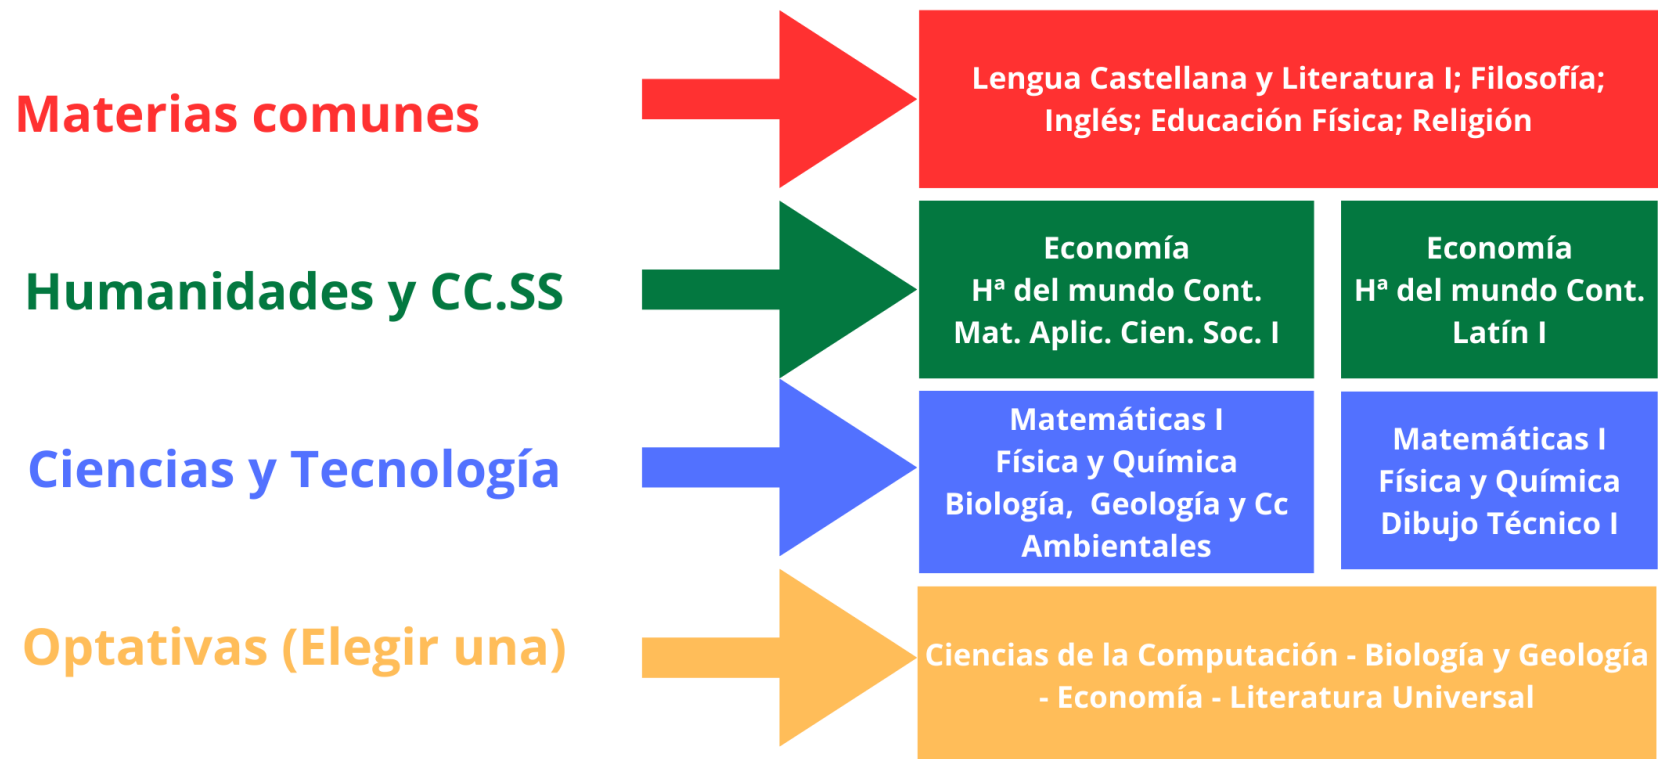 Materias comunes
Lengua Castellana y Literatura I; Filosofía;
Inglés; Educación Física; Religión
Humanidades y CC.SS
Economía
Hª del mundo Cont.
Mat. Aplic. Cien. Soc. I
Economía
Hª del mundo Cont.
Latín I
Ciencias y Tecnología
Matemáticas I
Física y Química
Biología, Geología y Cc
Ambientales
Matemáticas I
Física y Química
Dibujo Técnico I
Optativas (Elegir una)
Ciencias de la Computación - Biología y Geología
- Economía - Literatura Universal